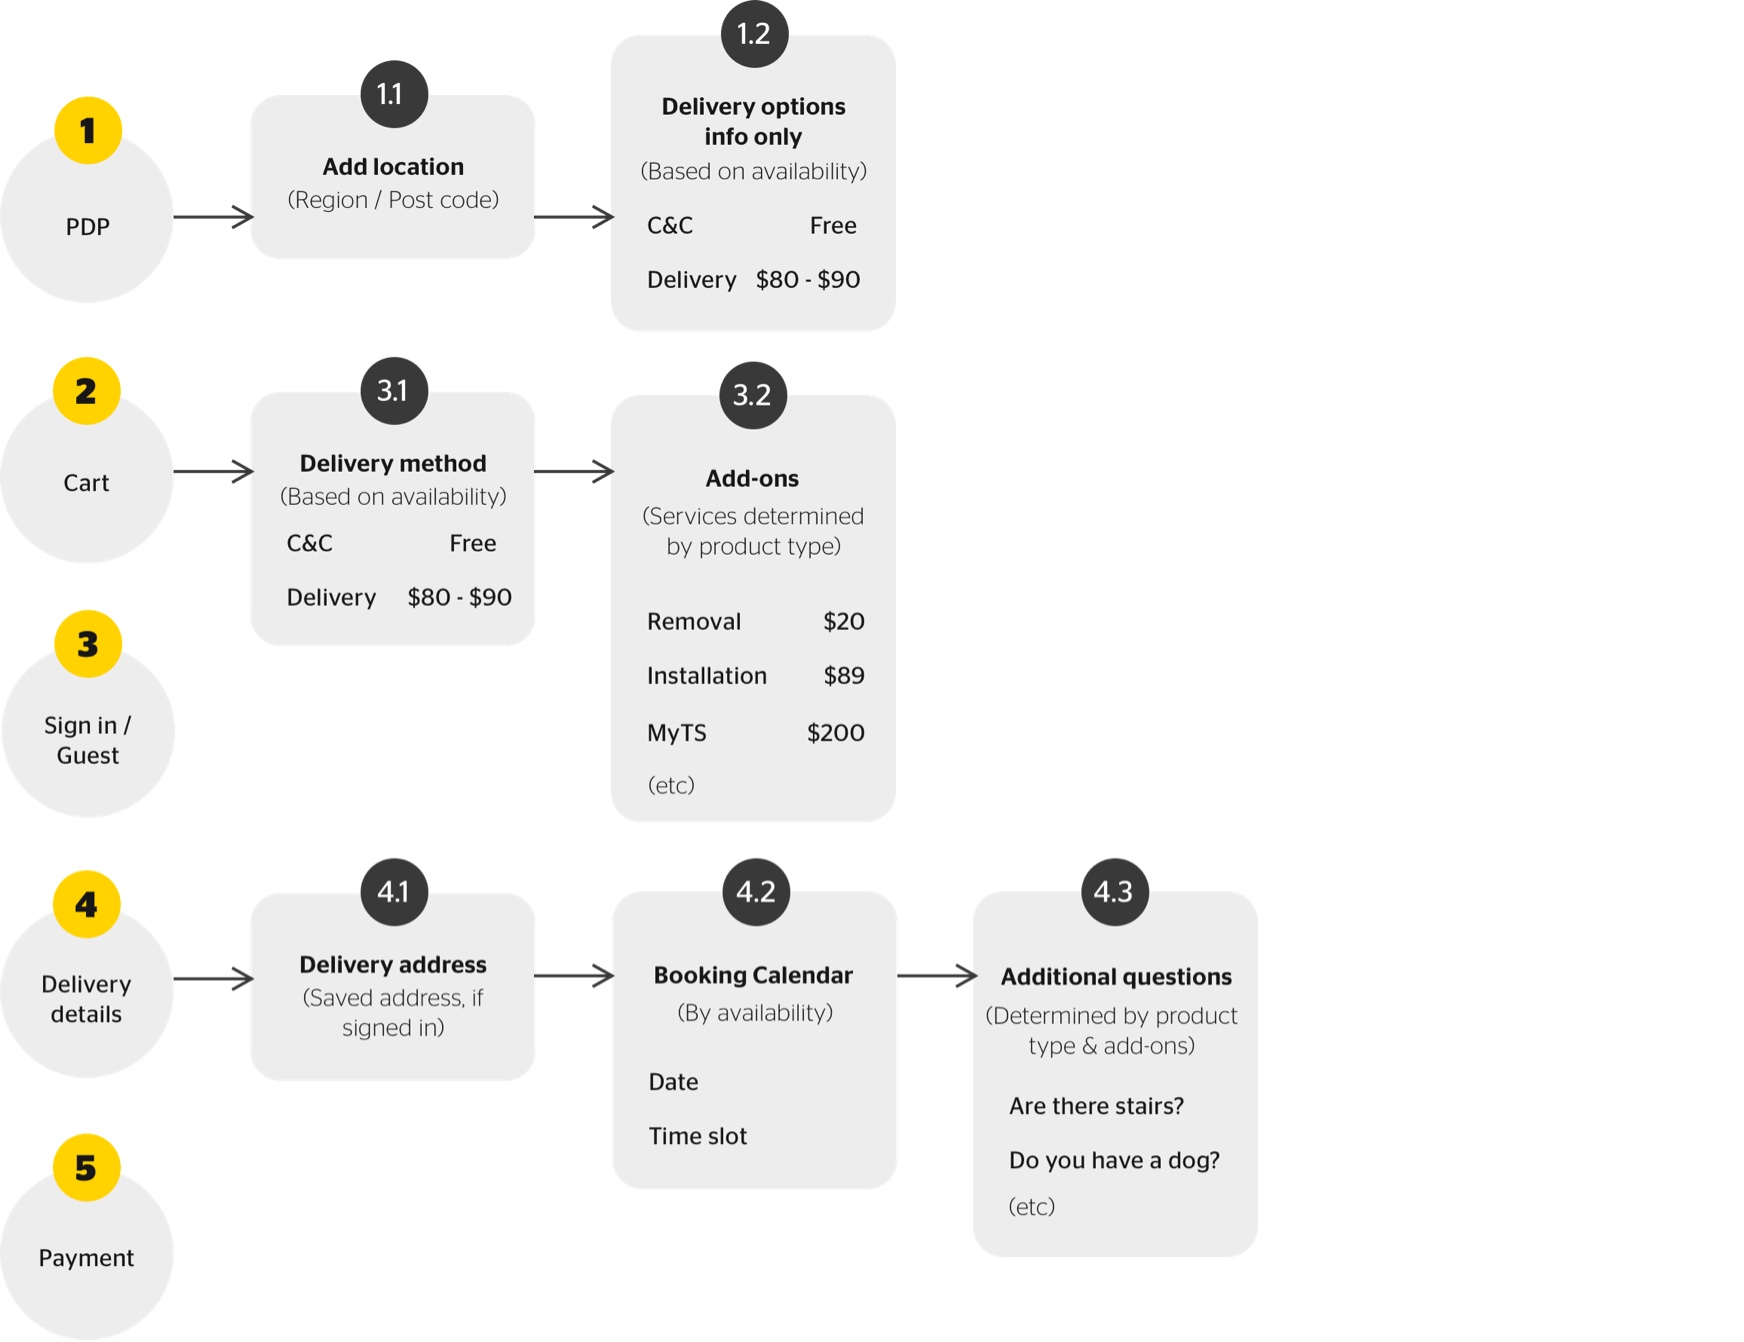 1
PDP
1.1
Add location
(Region / Post code)
1.2
Delivery options
info only
(Based on availability)
C&C Free
Delivery $80 - $90
2
Cart
3.1
Delivery method
(Based on availability)
C&C Free
Delivery $80 - $90
3.2
Add-ons
(Services determined
by product type)
Removal $20
Installation $89
MyTS $200
(etc)
3
Sign in /
Guest
4
Delivery
details
4.1
Delivery address
(Saved address, if
signed in)
4.2
Booking Calendar
(By availability)
Date
Time slot
4.3
Additional questions
(Determined by product
type & add-ons)
Are there stairs?
Do you have a dog?
(etc)
5
Payment